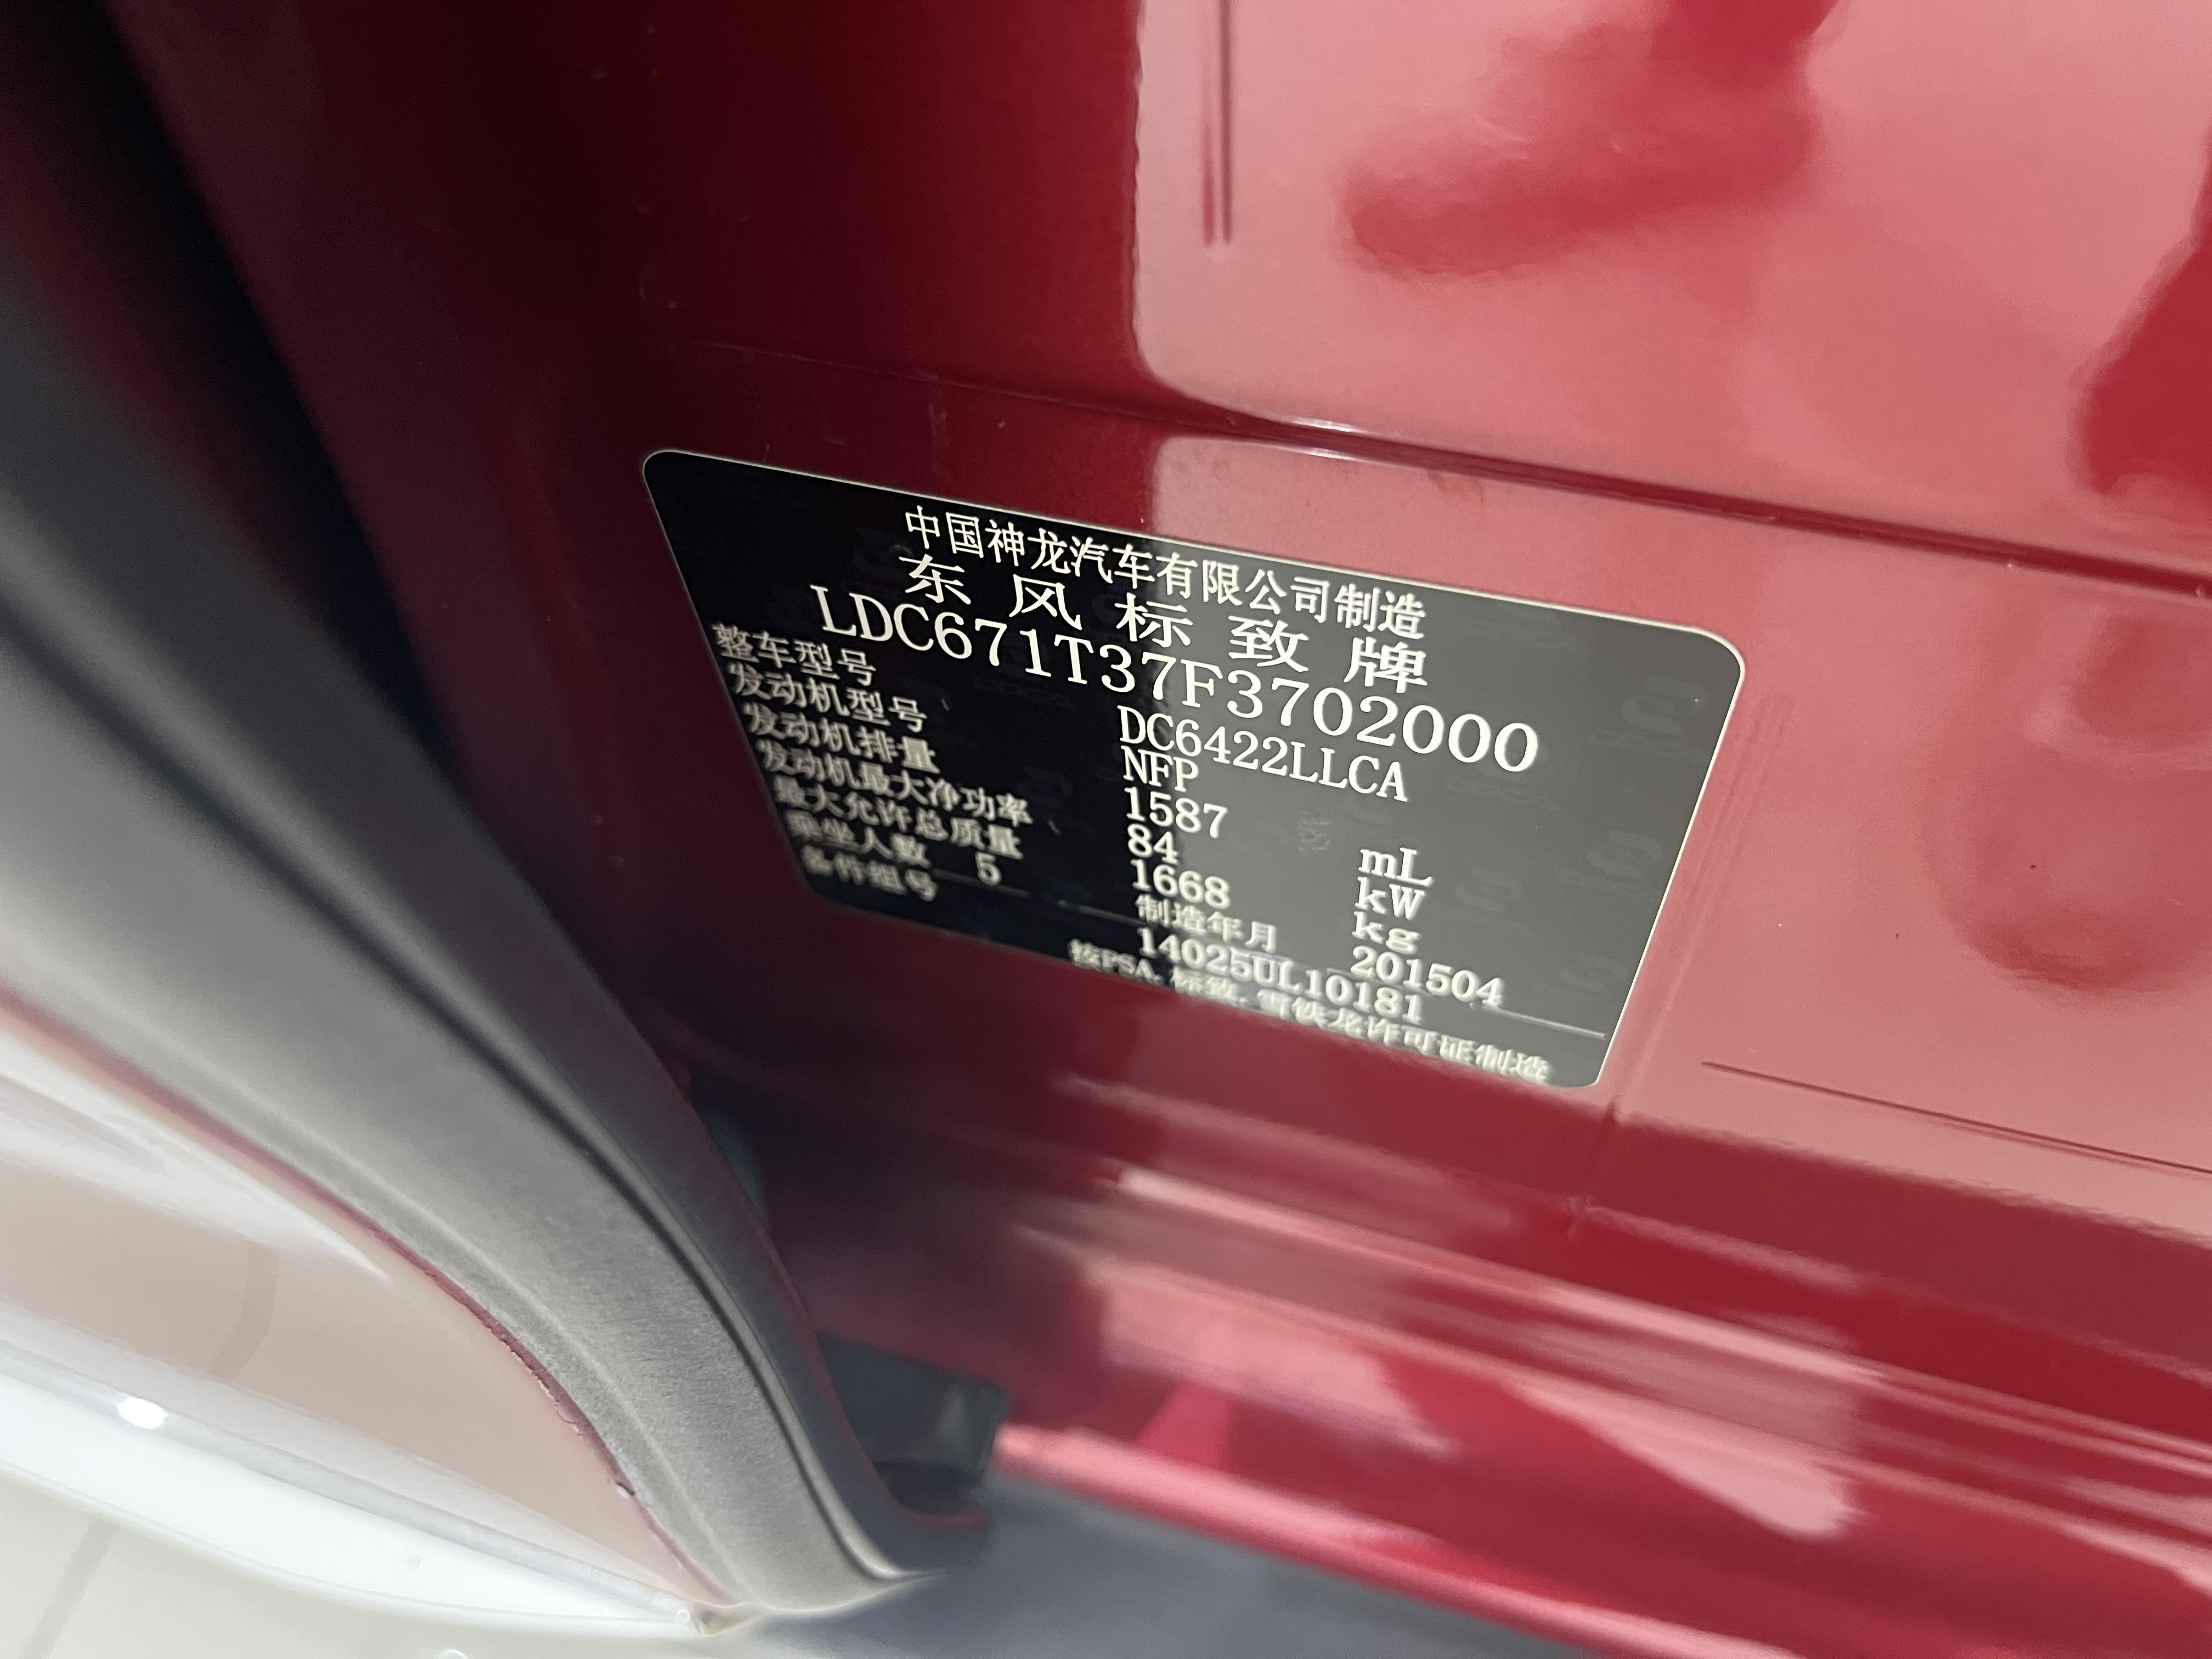 中国神龙汽车有限公司制造
东风标致牌
LDC671T37F3702000
整车型号 DC6422LLCA
发动机型号 NFP
发动机排量 1587 mL
发动机最大净功率 84 kW
最大允许总质量 1668 kg
乘坐人数 5 制造年月 201504
备件组号 14025UL10181
按PSA.标致.雪铁龙许可证制造